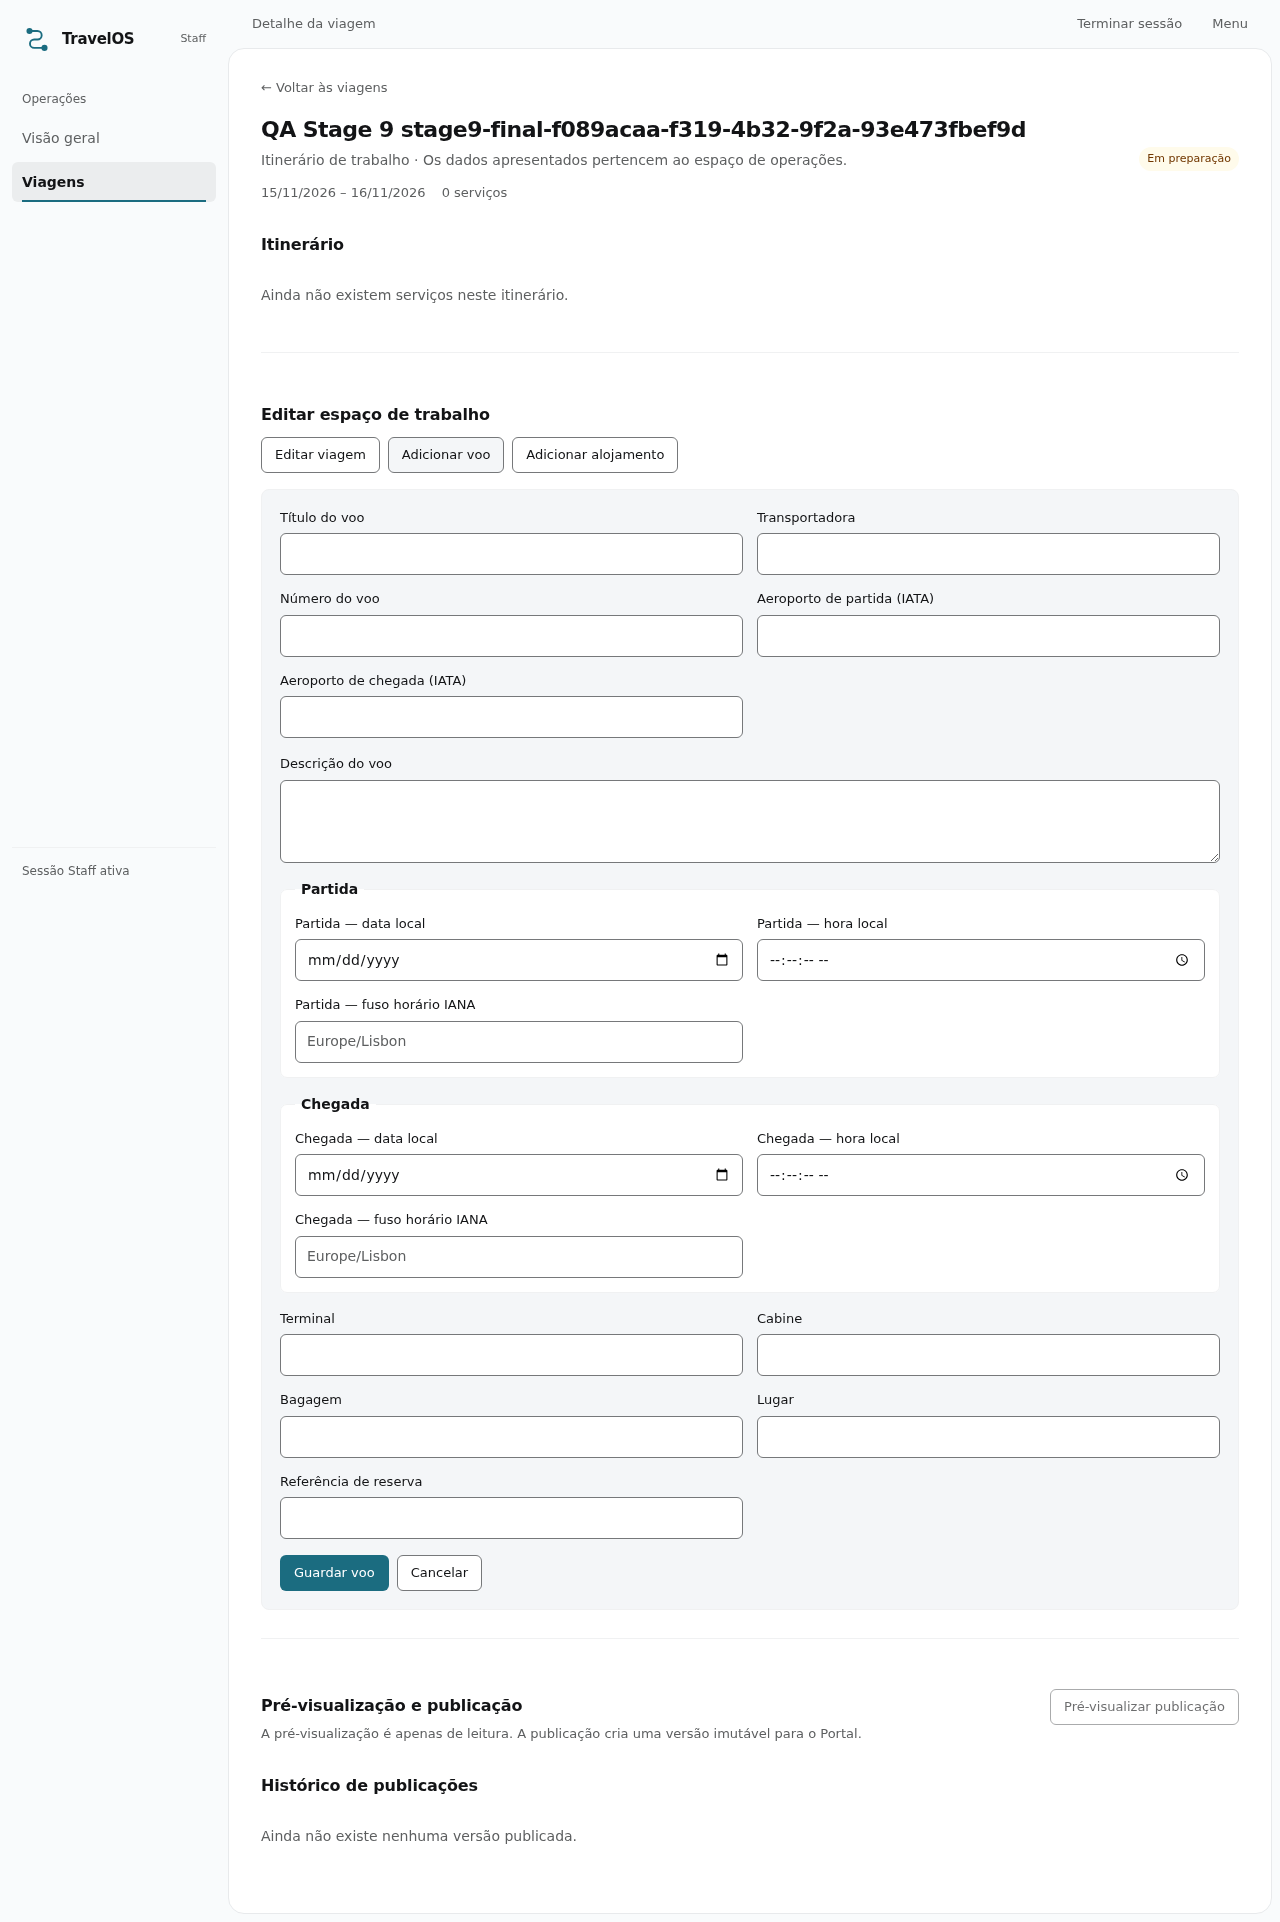 TravelOS
Staff
Operações
Visão geral
Viagens
Sessão Staff ativa
Detalhe da viagem
Terminar sessão
Menu
← Voltar às viagens
QA Stage 9 stage9-final-f089acaa-f319-4b32-9f2a-93e473fbef9d
Itinerário de trabalho · Os dados apresentados pertencem ao espaço de operações.
Em preparação
15/11/2026 – 16/11/2026 0 serviços
Itinerário
Ainda não existem serviços neste itinerário.
Editar espaço de trabalho
Editar viagem
Adicionar voo
Adicionar alojamento
Título do voo
Transportadora
Número do voo
Aeroporto de partida (IATA)
Aeroporto de chegada (IATA)
Descrição do voo
Partida
Partida — data local
Partida — hora local
mm/dd/yyyy
--:--:-- --
Partida — fuso horário IANA
Europe/Lisbon
Chegada
Chegada — data local
Chegada — hora local
mm/dd/yyyy
--:--:-- --
Chegada — fuso horário IANA
Europe/Lisbon
Terminal
Cabine
Bagagem
Lugar
Referência de reserva
Guardar voo
Cancelar
Pré-visualização e publicação
Pré-visualizar publicação
A pré-visualização é apenas de leitura. A publicação cria uma versão imutável para o Portal.
Histórico de publicações
Ainda não existe nenhuma versão publicada.